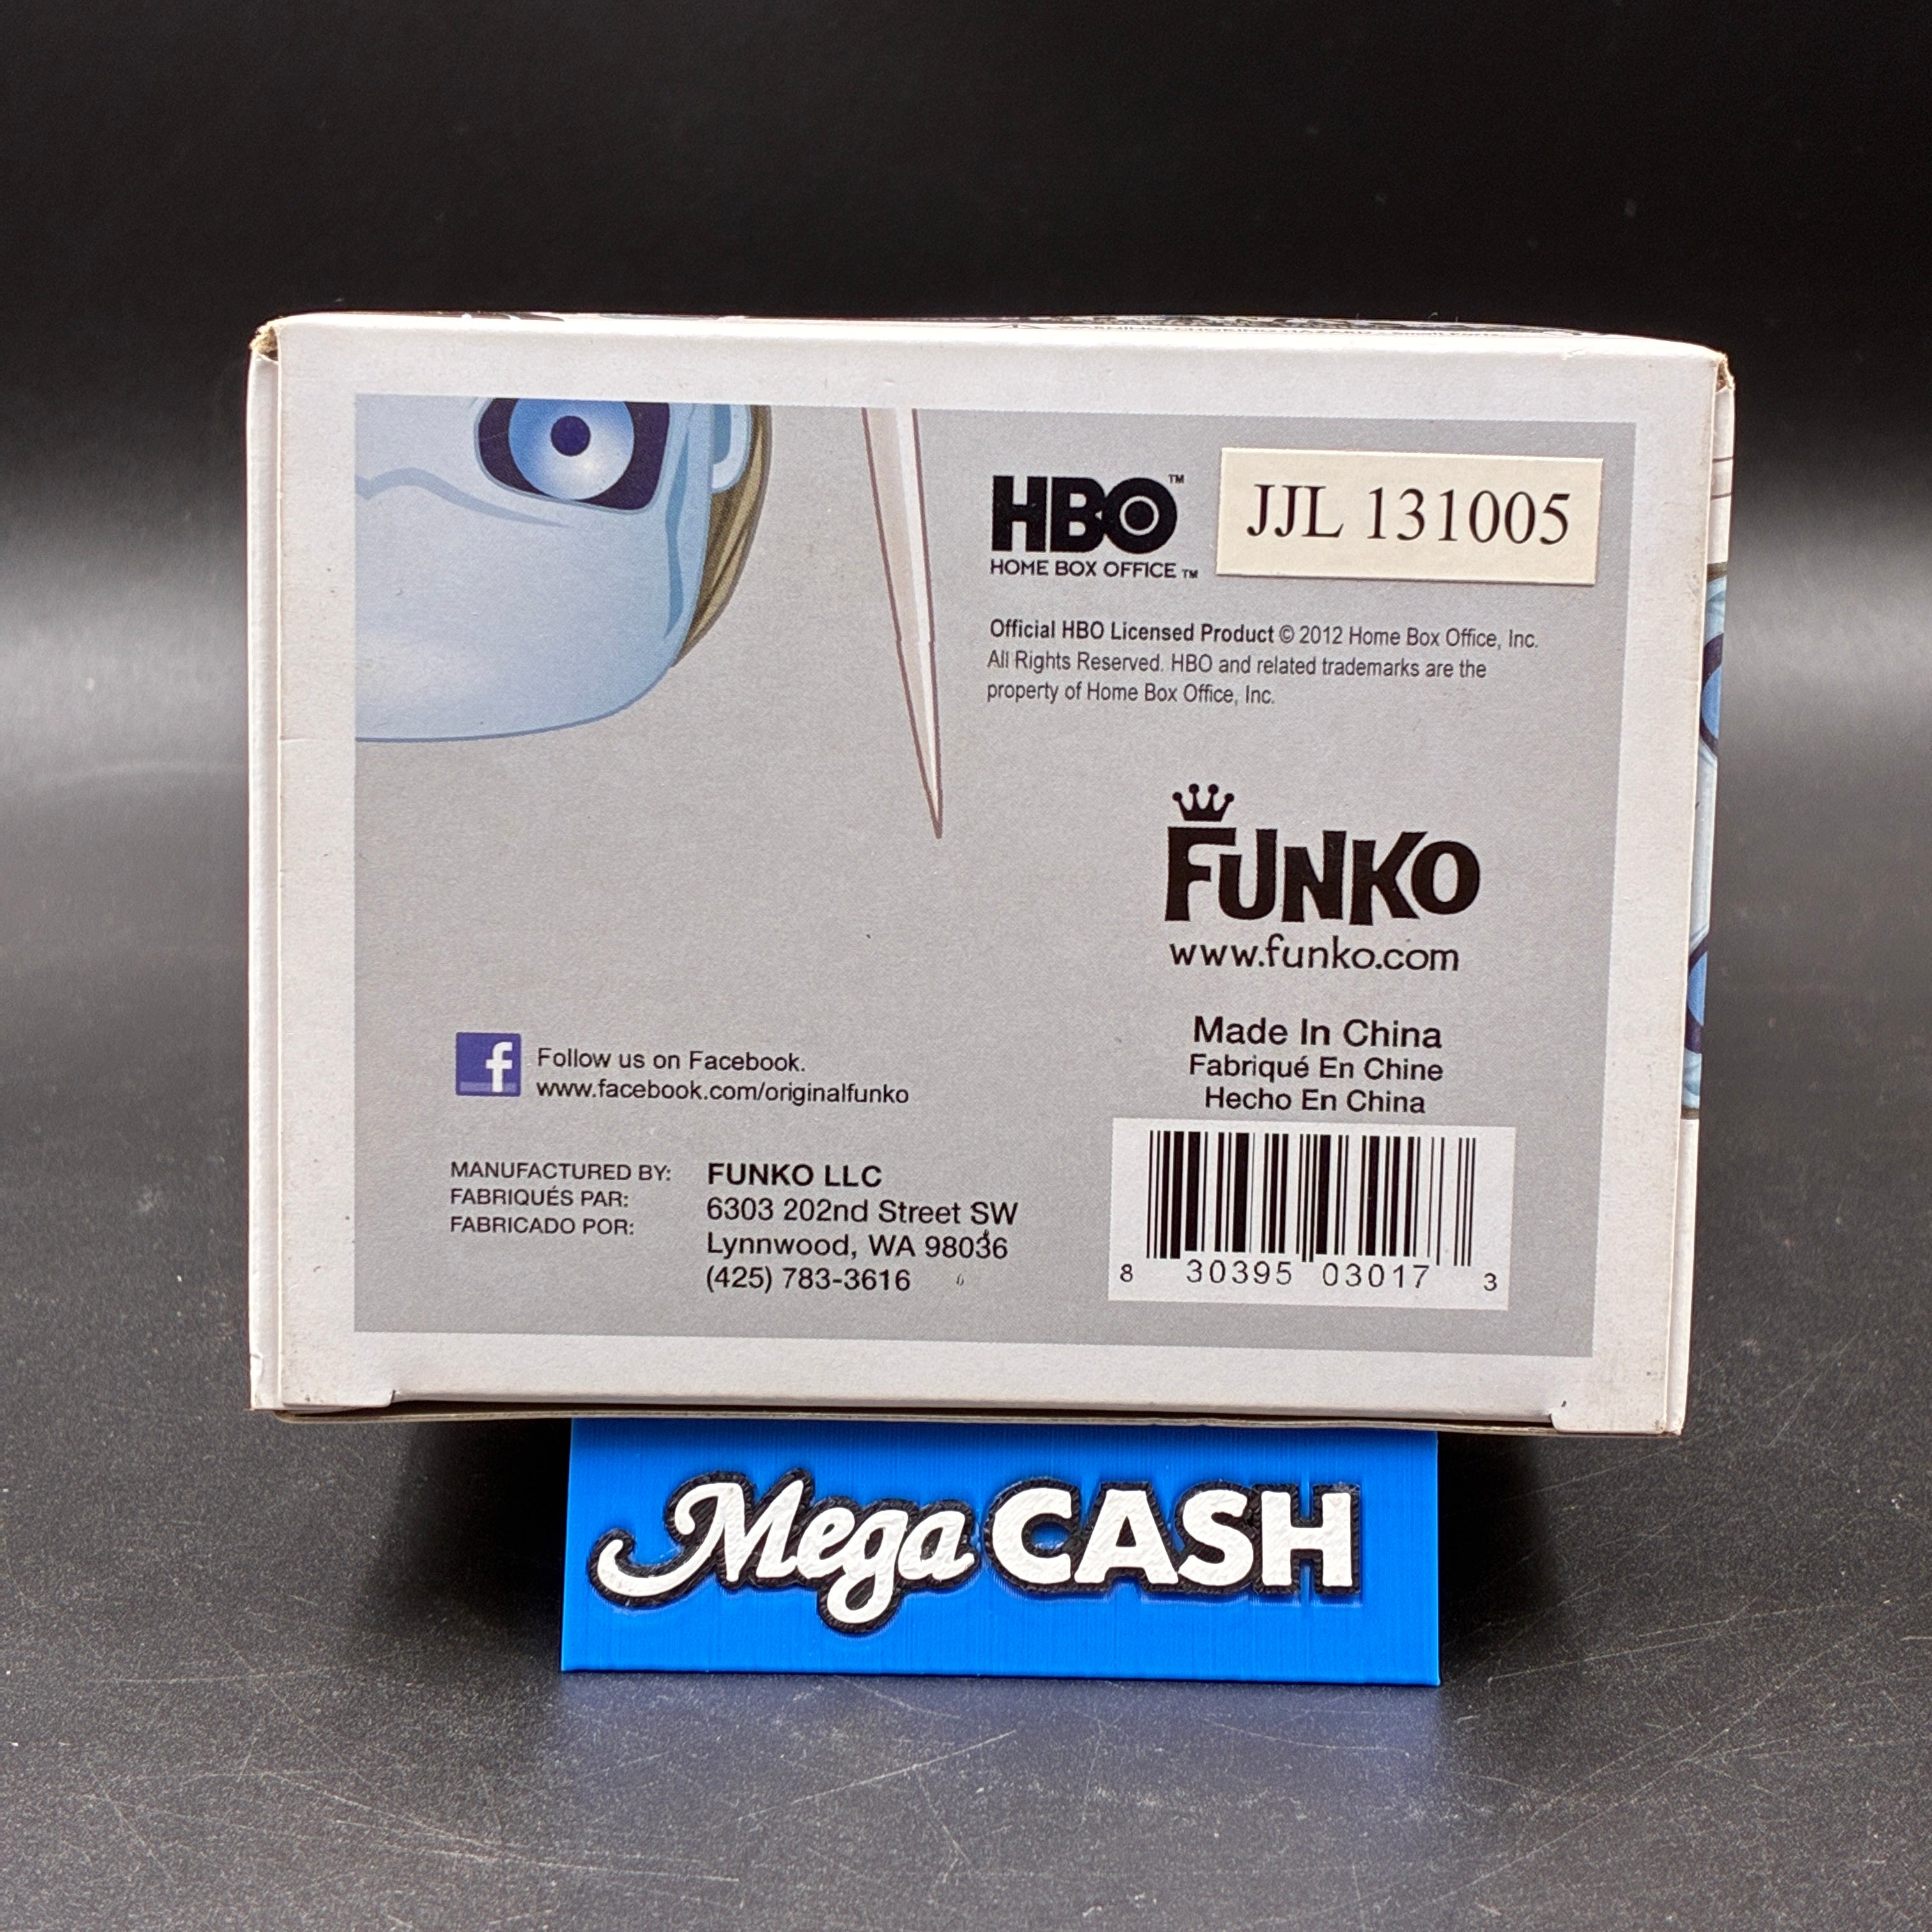 HBO™
HOME BOX OFFICE™
JJL 131005
Official HBO Licensed Product © 2012 Home Box Office, Inc.
All Rights Reserved. HBO and related trademarks are the
property of Home Box Office, Inc.
FUNKO
www.funko.com
Made In China
Fabriqué En Chine
Hecho En China
f
Follow us on Facebook.
www.facebook.com/originalfunko
MANUFACTURED BY:
FABRIQUÉS PAR:
FABRICADO POR:
FUNKO LLC
6303 202nd Street SW
Lynnwood, WA 98036
(425) 783-3616
8 30395 03017 3
Mega CASH